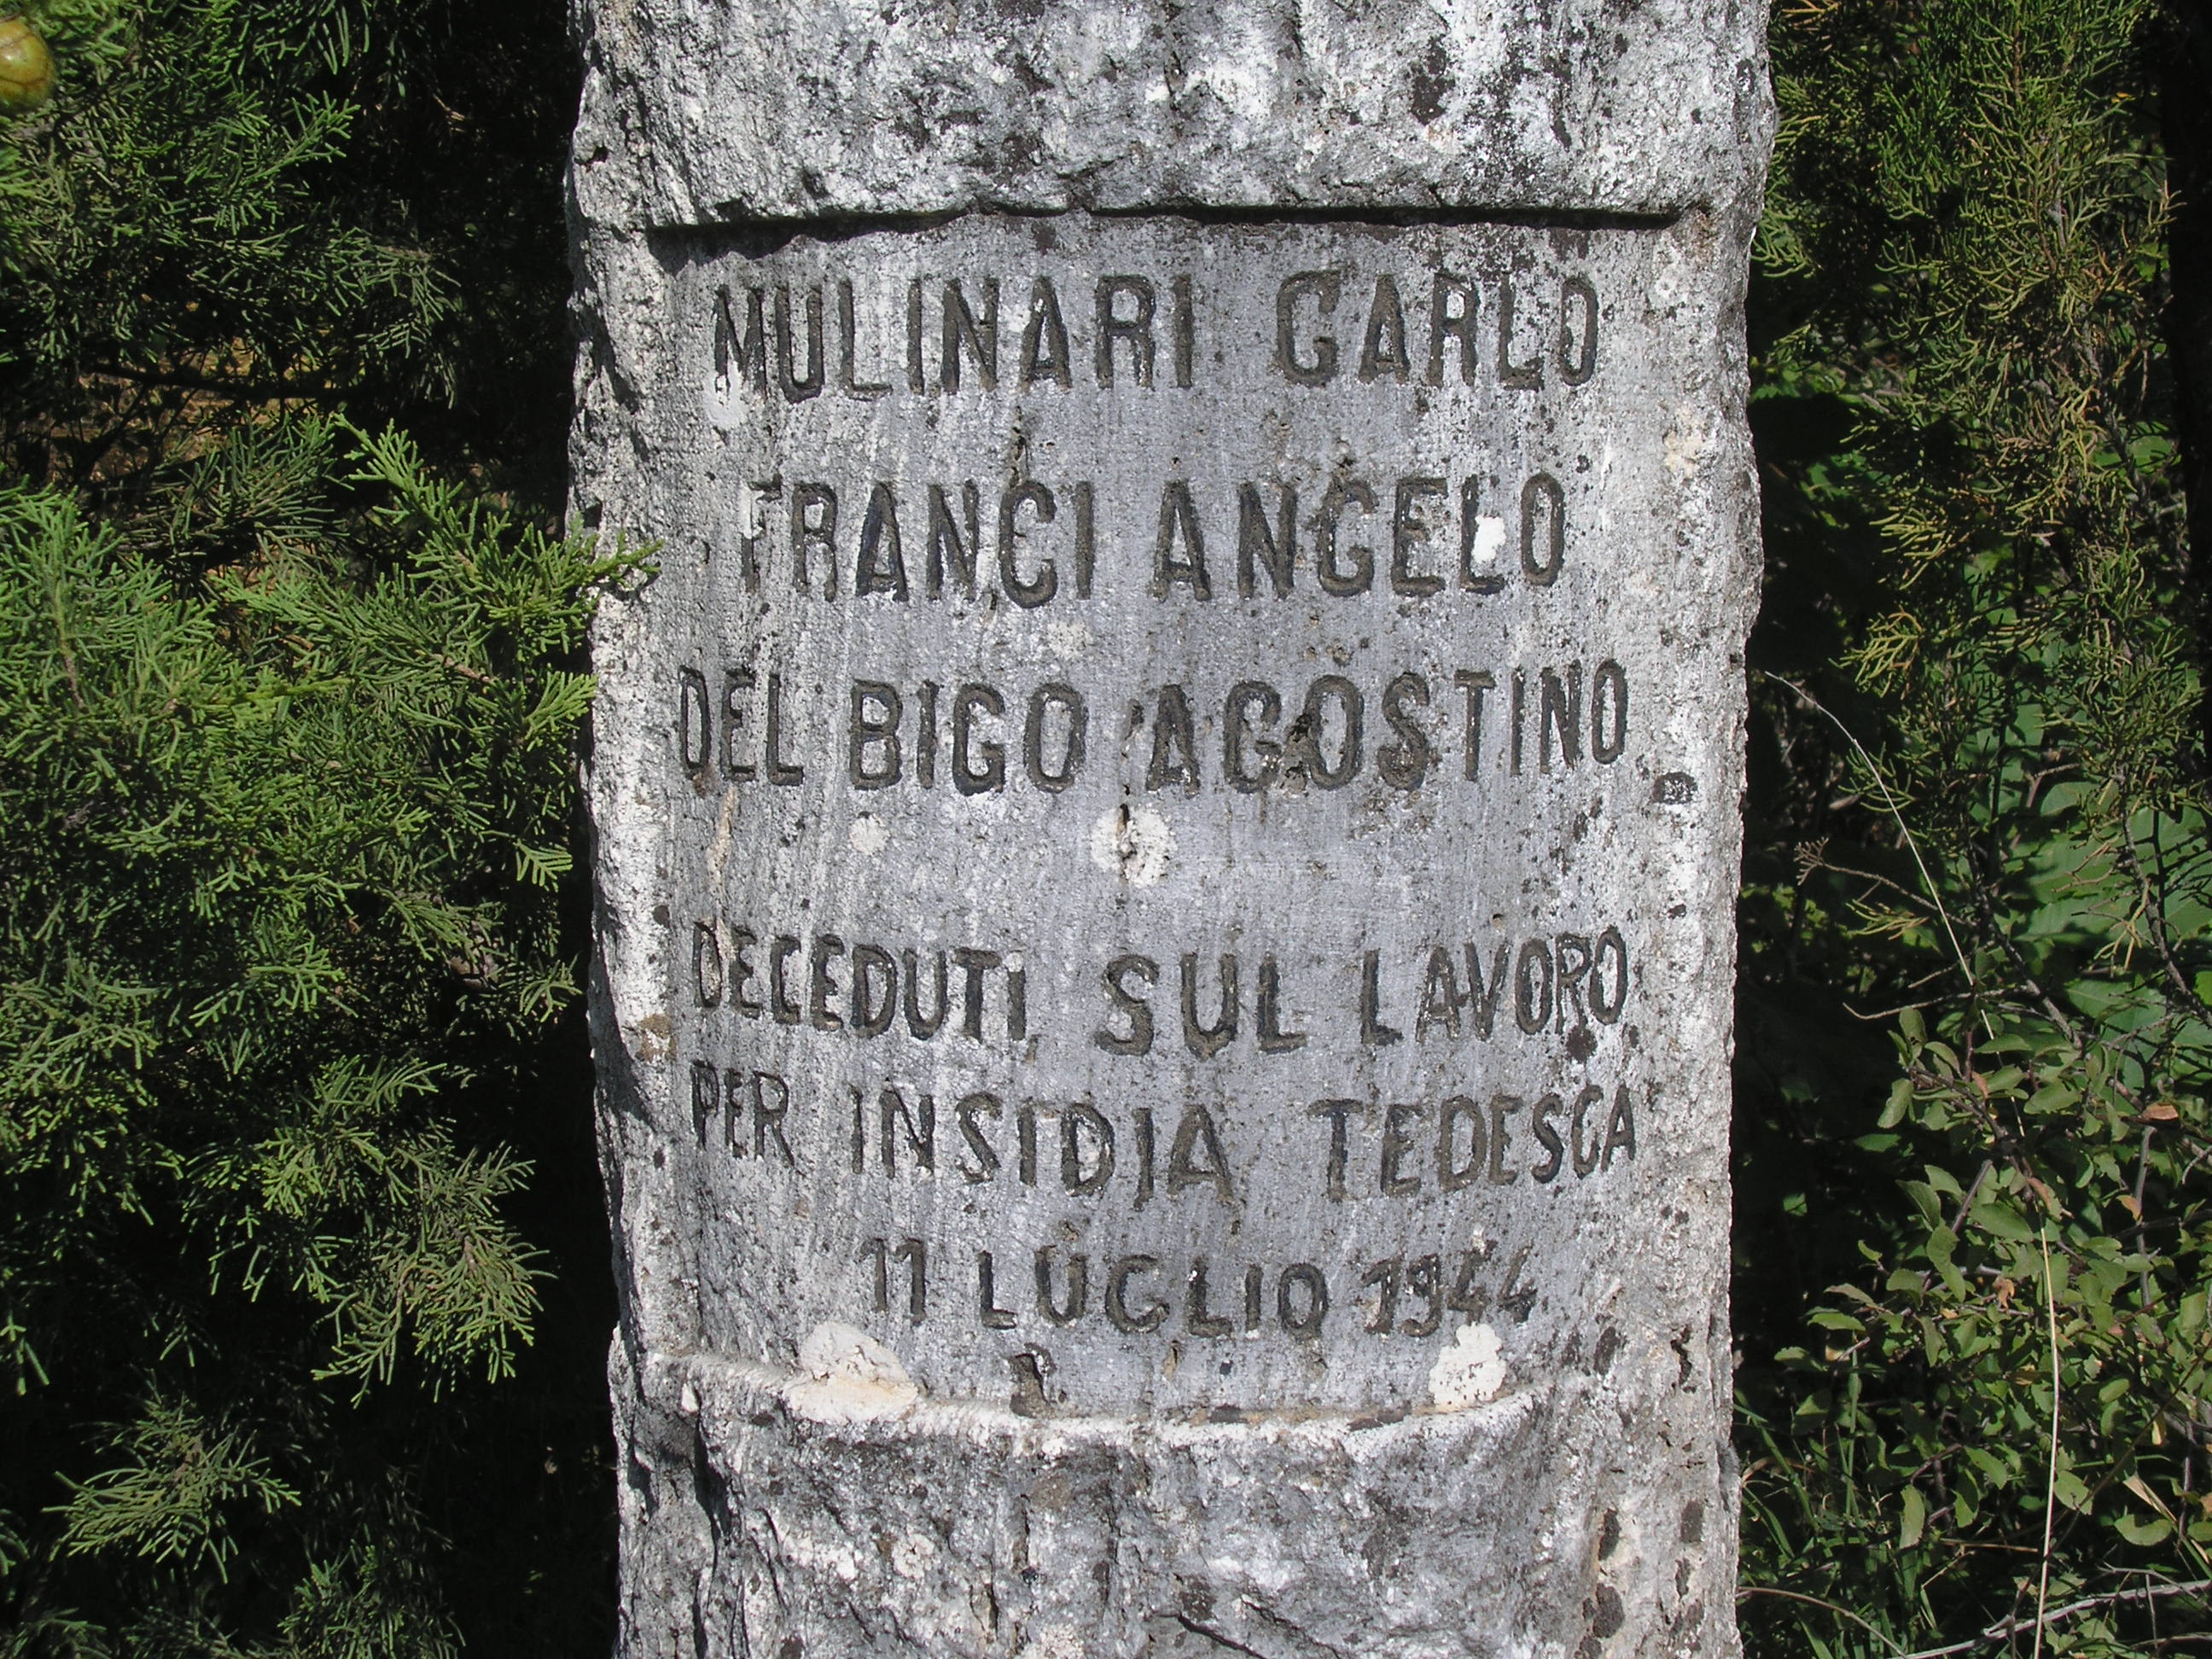 MULINARI CARLO
FRANCI ANGELO
DEL BIGO AGOSTINO
DECEDUTI SUL LAVORO
PER INSIDIA TEDESCA
11 LUGLIO 1944